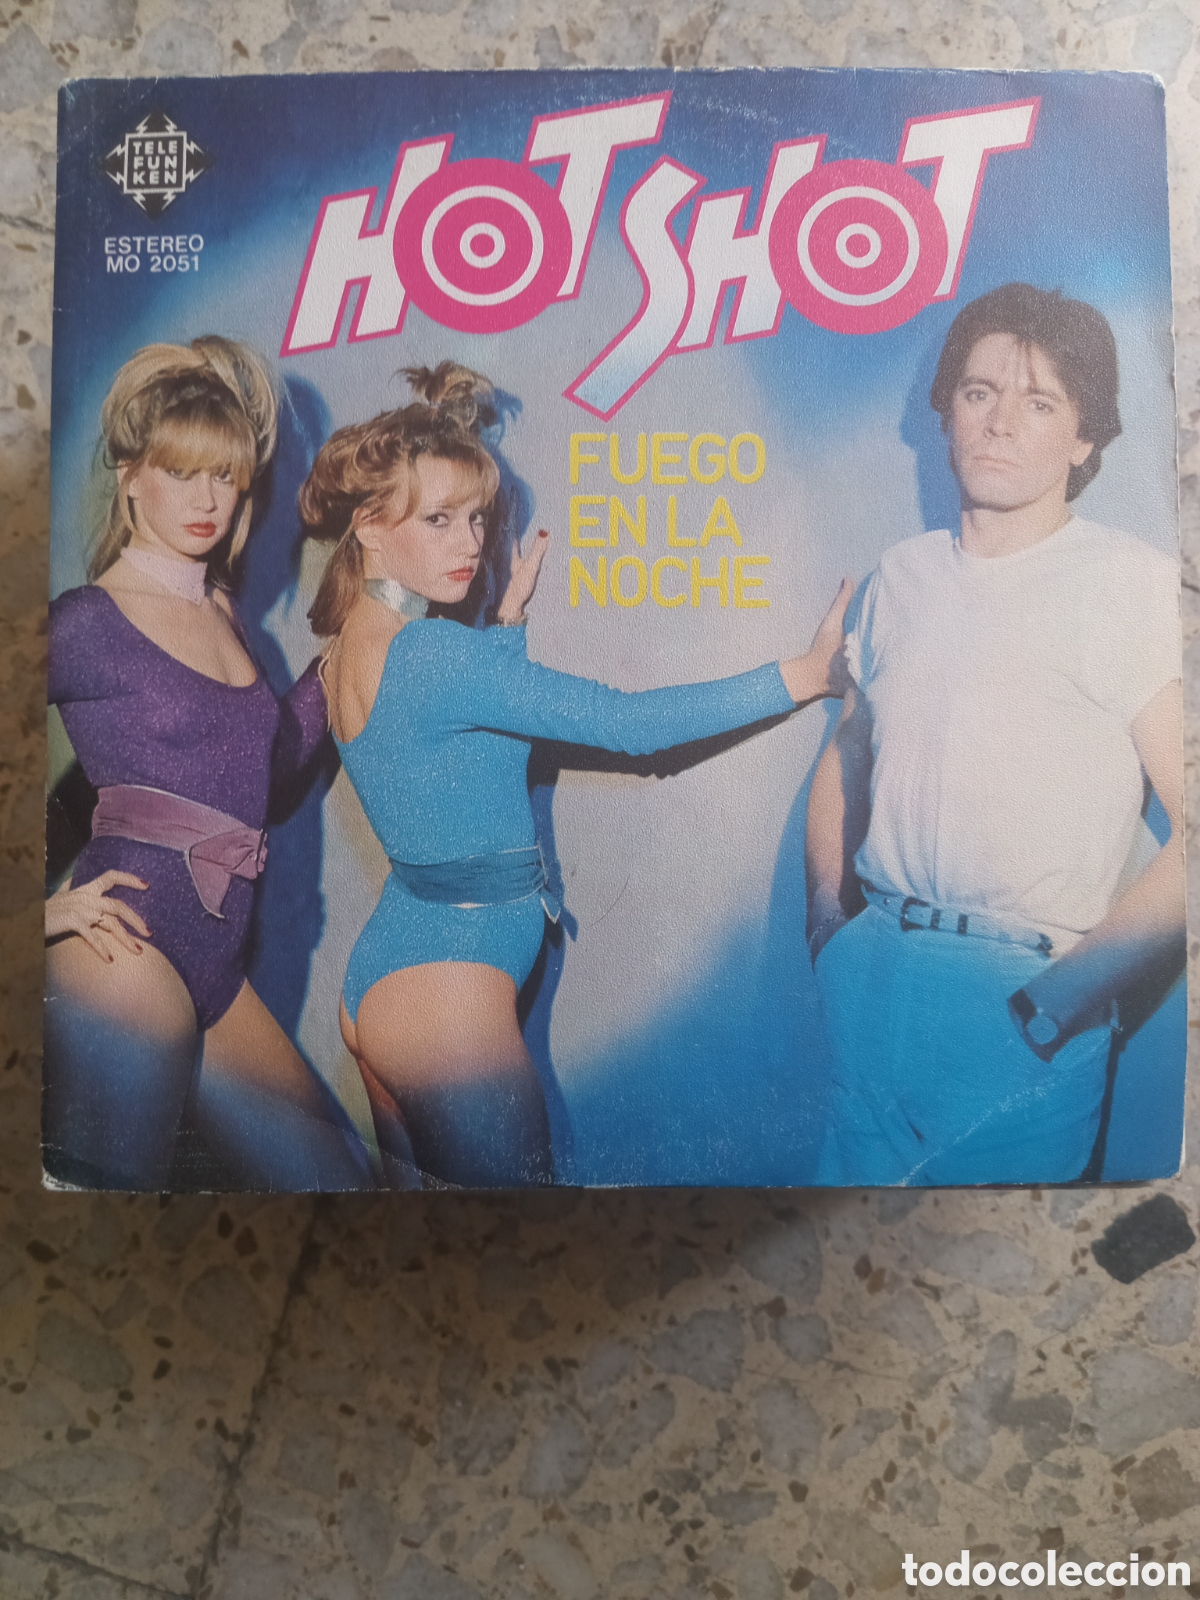 TELE
FUN
KEN
ESTEREO
MO 2051
HOT SHOT
FUEGO
EN LA
NOCHE
todocoleccion